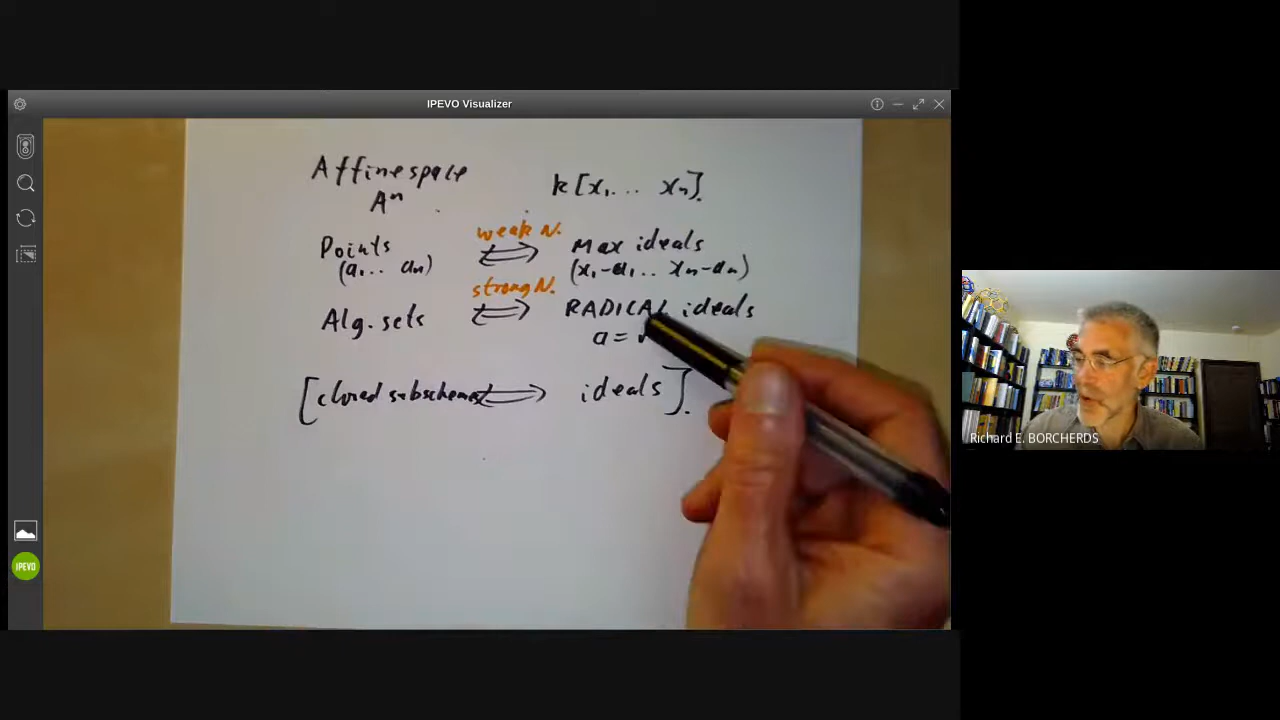 IPEVO Visualizer
Affine space
Aⁿ
k[x₁... xₙ].
weak N.
Points ⟺ Max ideals
(a₁... aₙ) (x₁-a₁.. xₙ-aₙ)
strong N.
Alg. sets ⟺ RADICAL ideals
a =
[closed subschemes ⟺ ideals].
IPEVO
Richard E. BORCHERDS